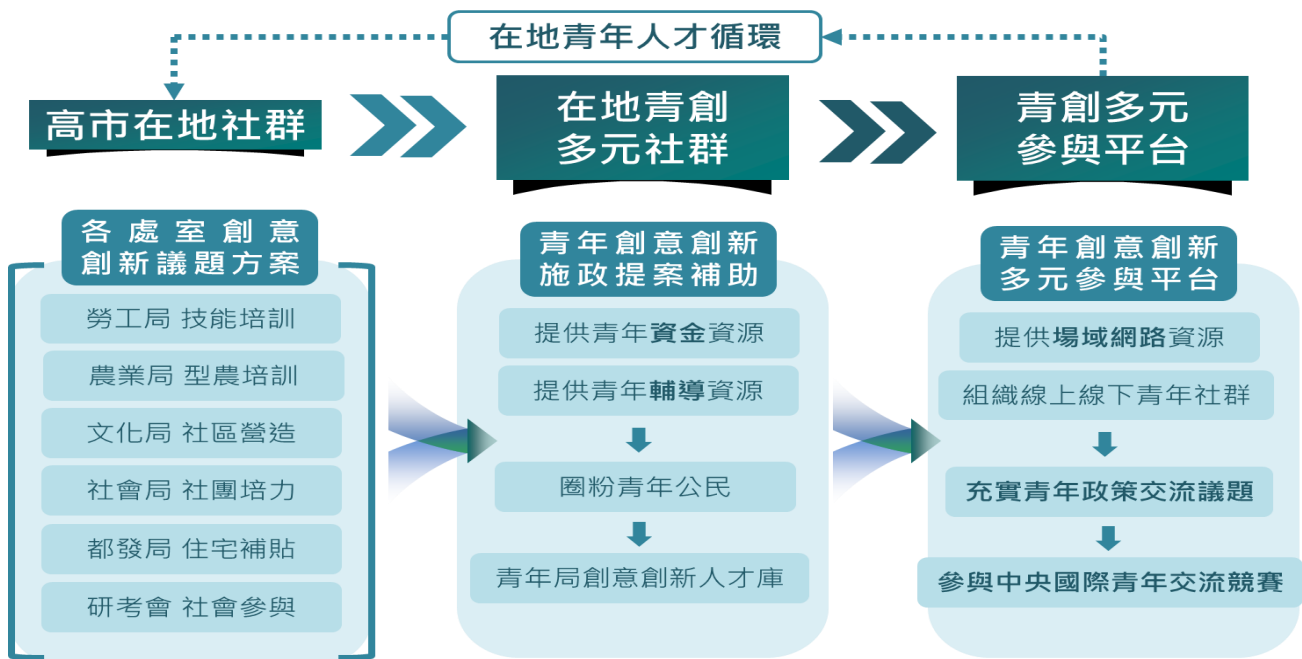 在地青年人才循環
高市在地社群
在地青創
多元社群
青創多元
參與平台
各處室創意
創新議題方案
勞工局 技能培訓
農業局 型農培訓
文化局 社區營造
社會局 社團培力
都發局 住宅補貼
研考會 社會參與
青年創意創新
施政提案補助
提供青年資金資源
提供青年輔導資源
圈粉青年公民
青年局創意創新人才庫
青年創意創新
多元參與平台
提供場域網路資源
組織線上線下青年社群
充實青年政策交流議題
參與中央國際青年交流競賽